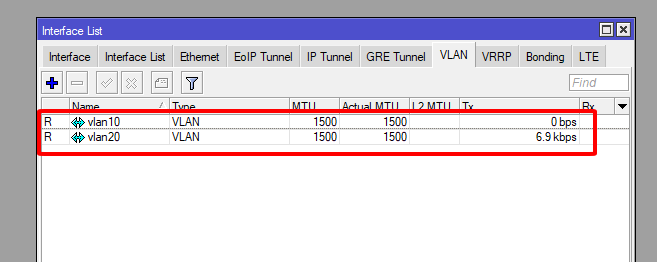 Interface List
Interface Interface List Ethernet EoIP Tunnel IP Tunnel GRE Tunnel VLAN VRRP Bonding LTE
Find
Name Type MTU Actual MTU L2 MTU Tx Rx
R vlan10 VLAN 1500 1500 0 bps
R vlan20 VLAN 1500 1500 6.9 kbps